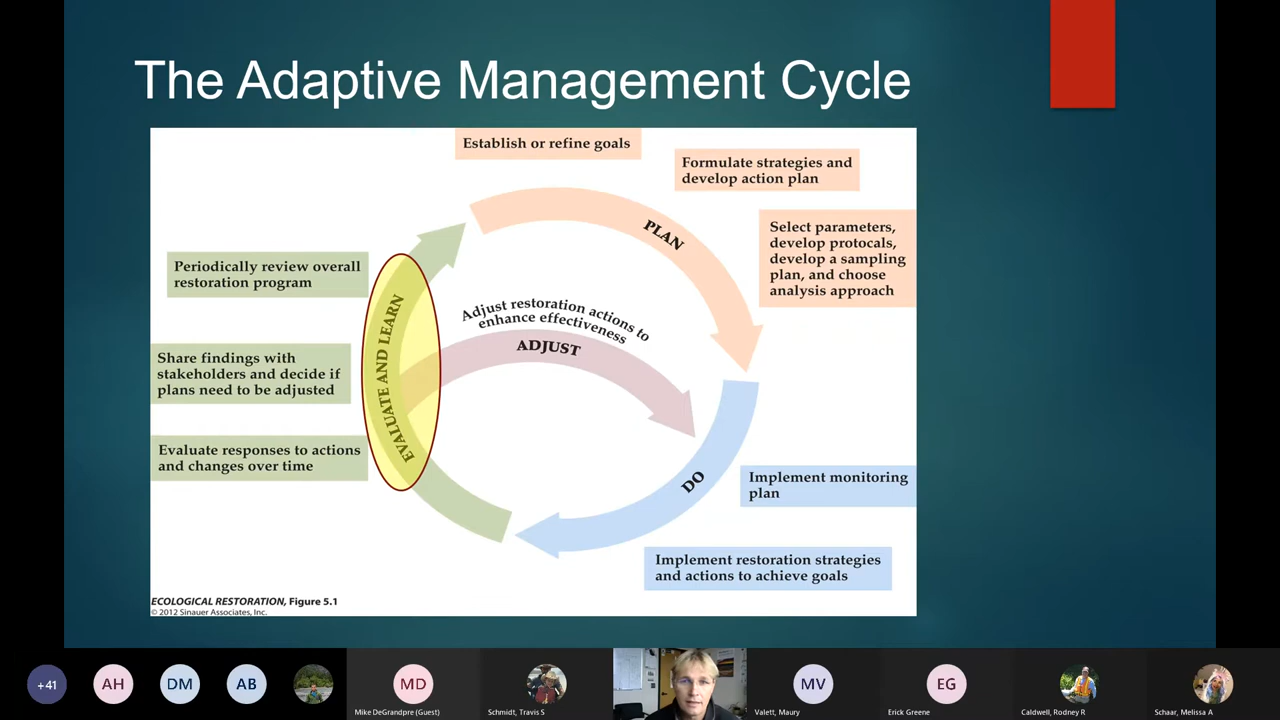 The Adaptive Management Cycle
Establish or refine goals
Formulate strategies and
develop action plan
PLAN
Select parameters,
develop protocals,
develop a sampling
plan, and choose
analysis approach
Periodically review overall
restoration program
EVALUATE AND LEARN
Adjust restoration actions to
enhance effectiveness
ADJUST
Share findings with
stakeholders and decide if
plans need to be adjusted
Evaluate responses to actions
and changes over time
DO
Implement monitoring
plan
Implement restoration strategies
and actions to achieve goals
ECOLOGICAL RESTORATION, Figure 5.1
© 2012 Sinauer Associates, Inc.
+41
AH
DM
AB
MD
Mike DeGrandpre (Guest)
Schmidt, Travis S
MV
Valett, Maury
EG
Erick Greene
Caldwell, Rodney R
Schaar, Melissa A